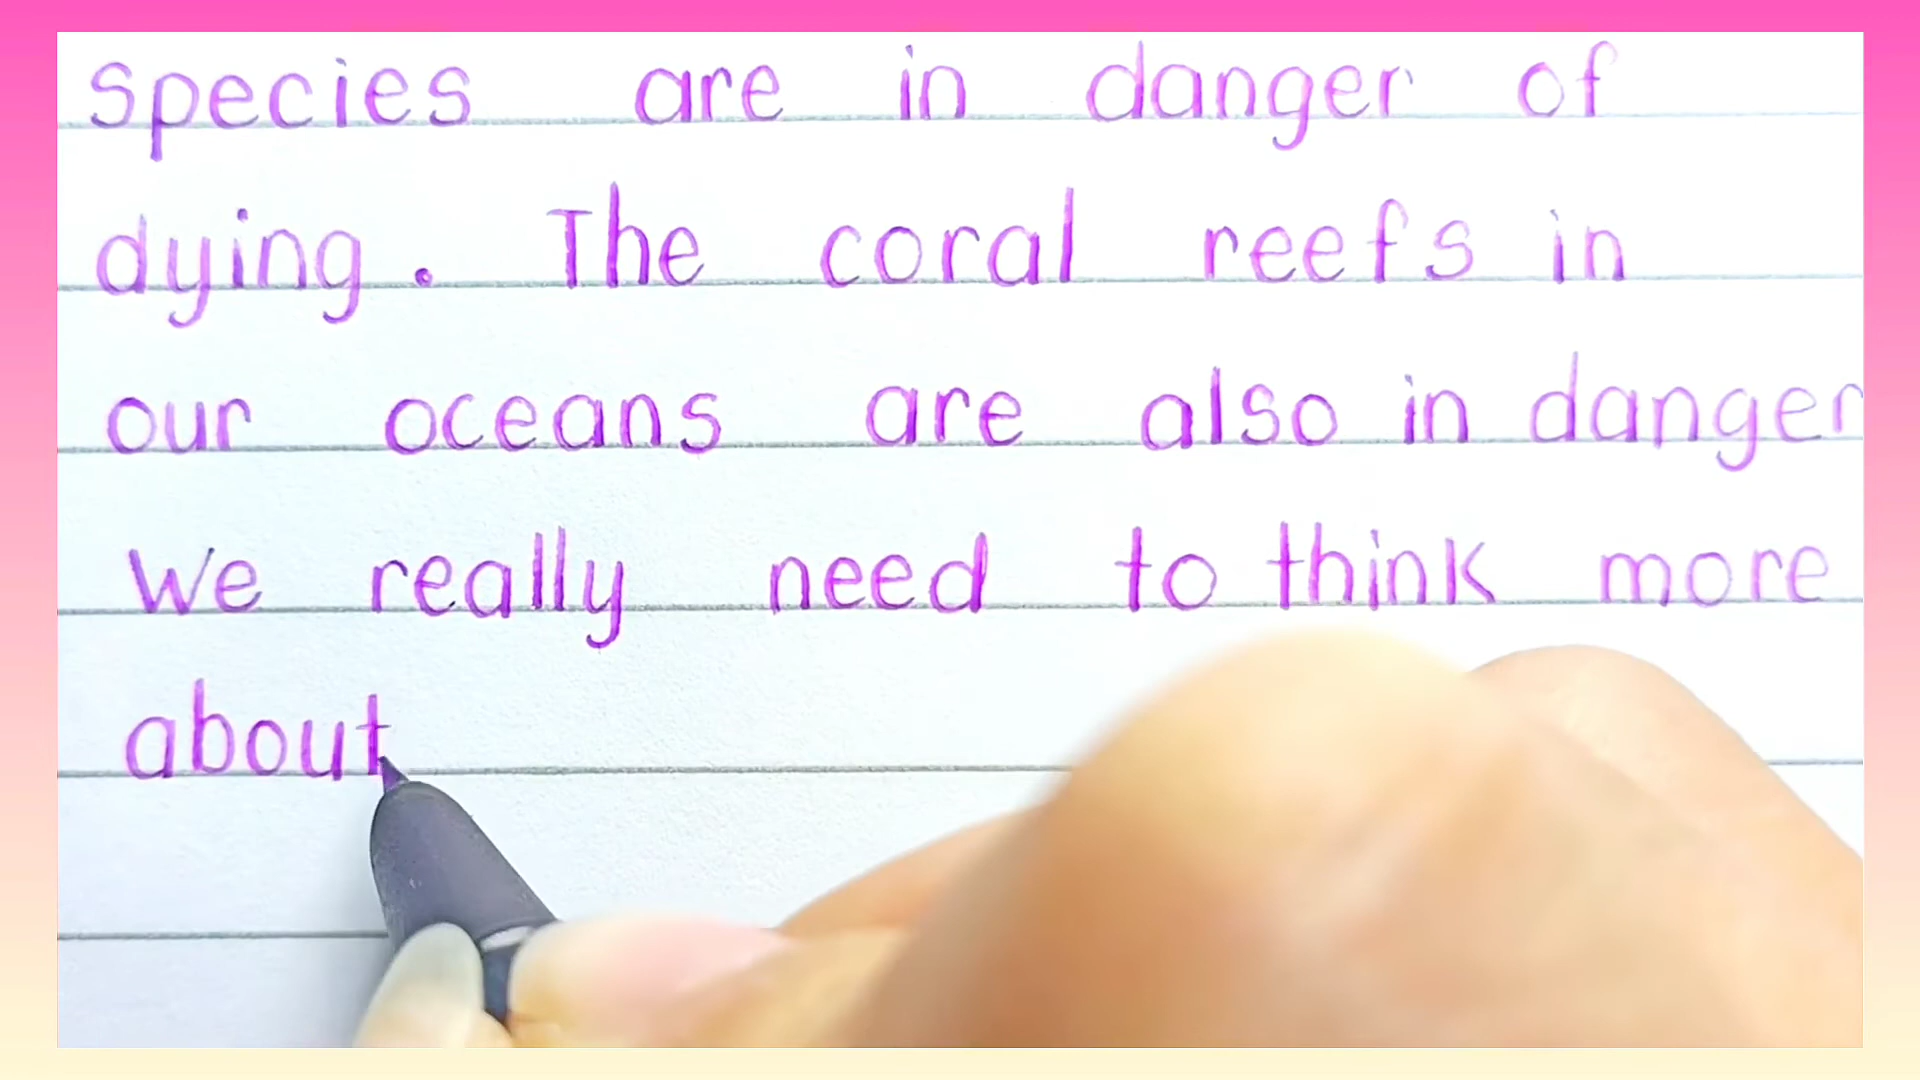 species are in danger of
dying. The coral reefs in
our oceans are also in danger
We really need to think more
about